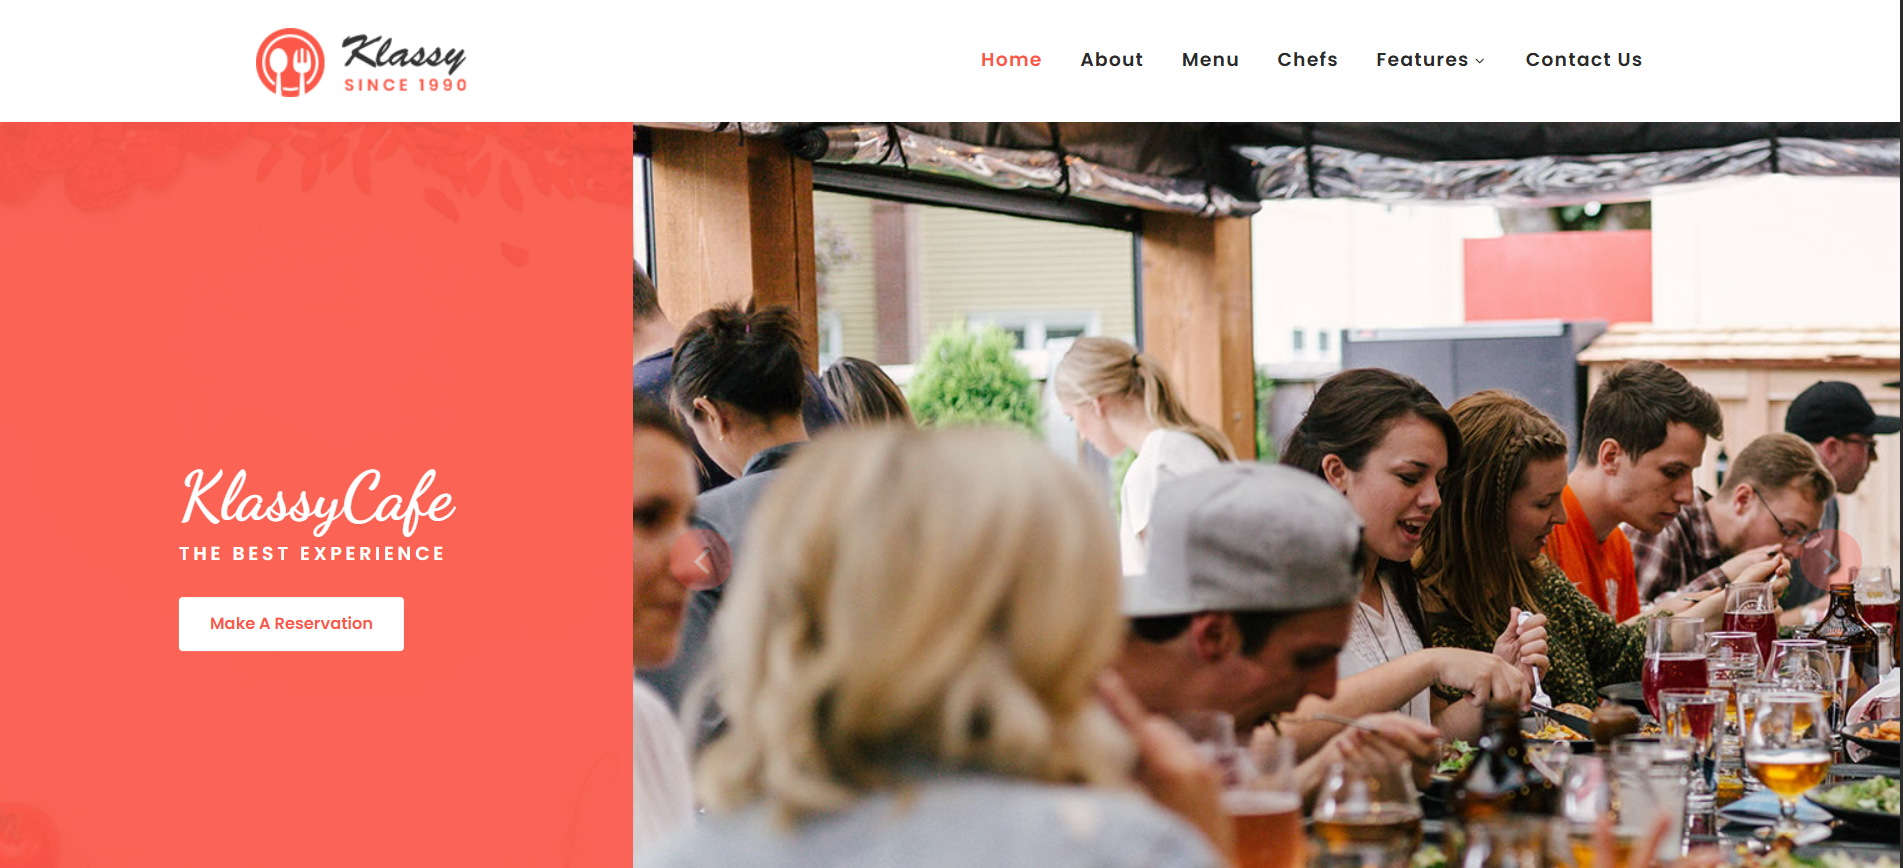 Klassy
SINCE 1990
Home About Menu Chefs Features Contact Us
KlassyCafe
THE BEST EXPERIENCE
Make A Reservation